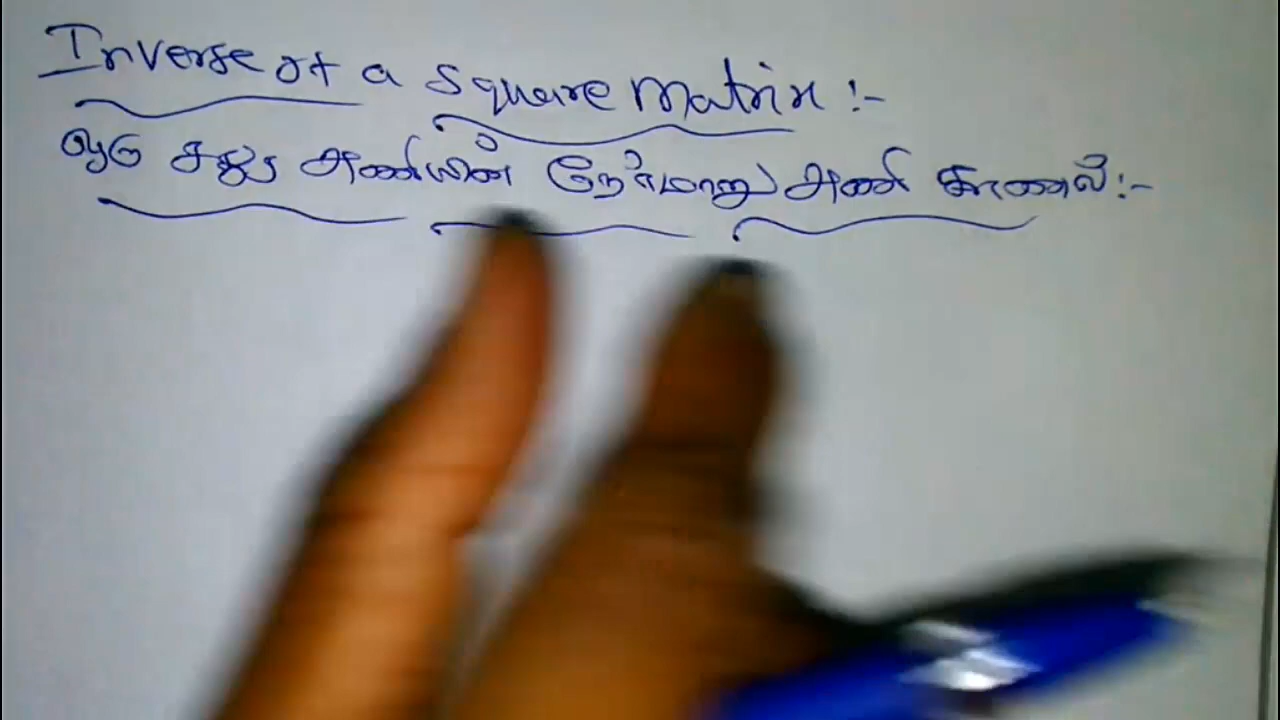 Inverse of a square matrix :-
ஒரு சதுர அணியின் நேர்மாறு அணி காணல் :-